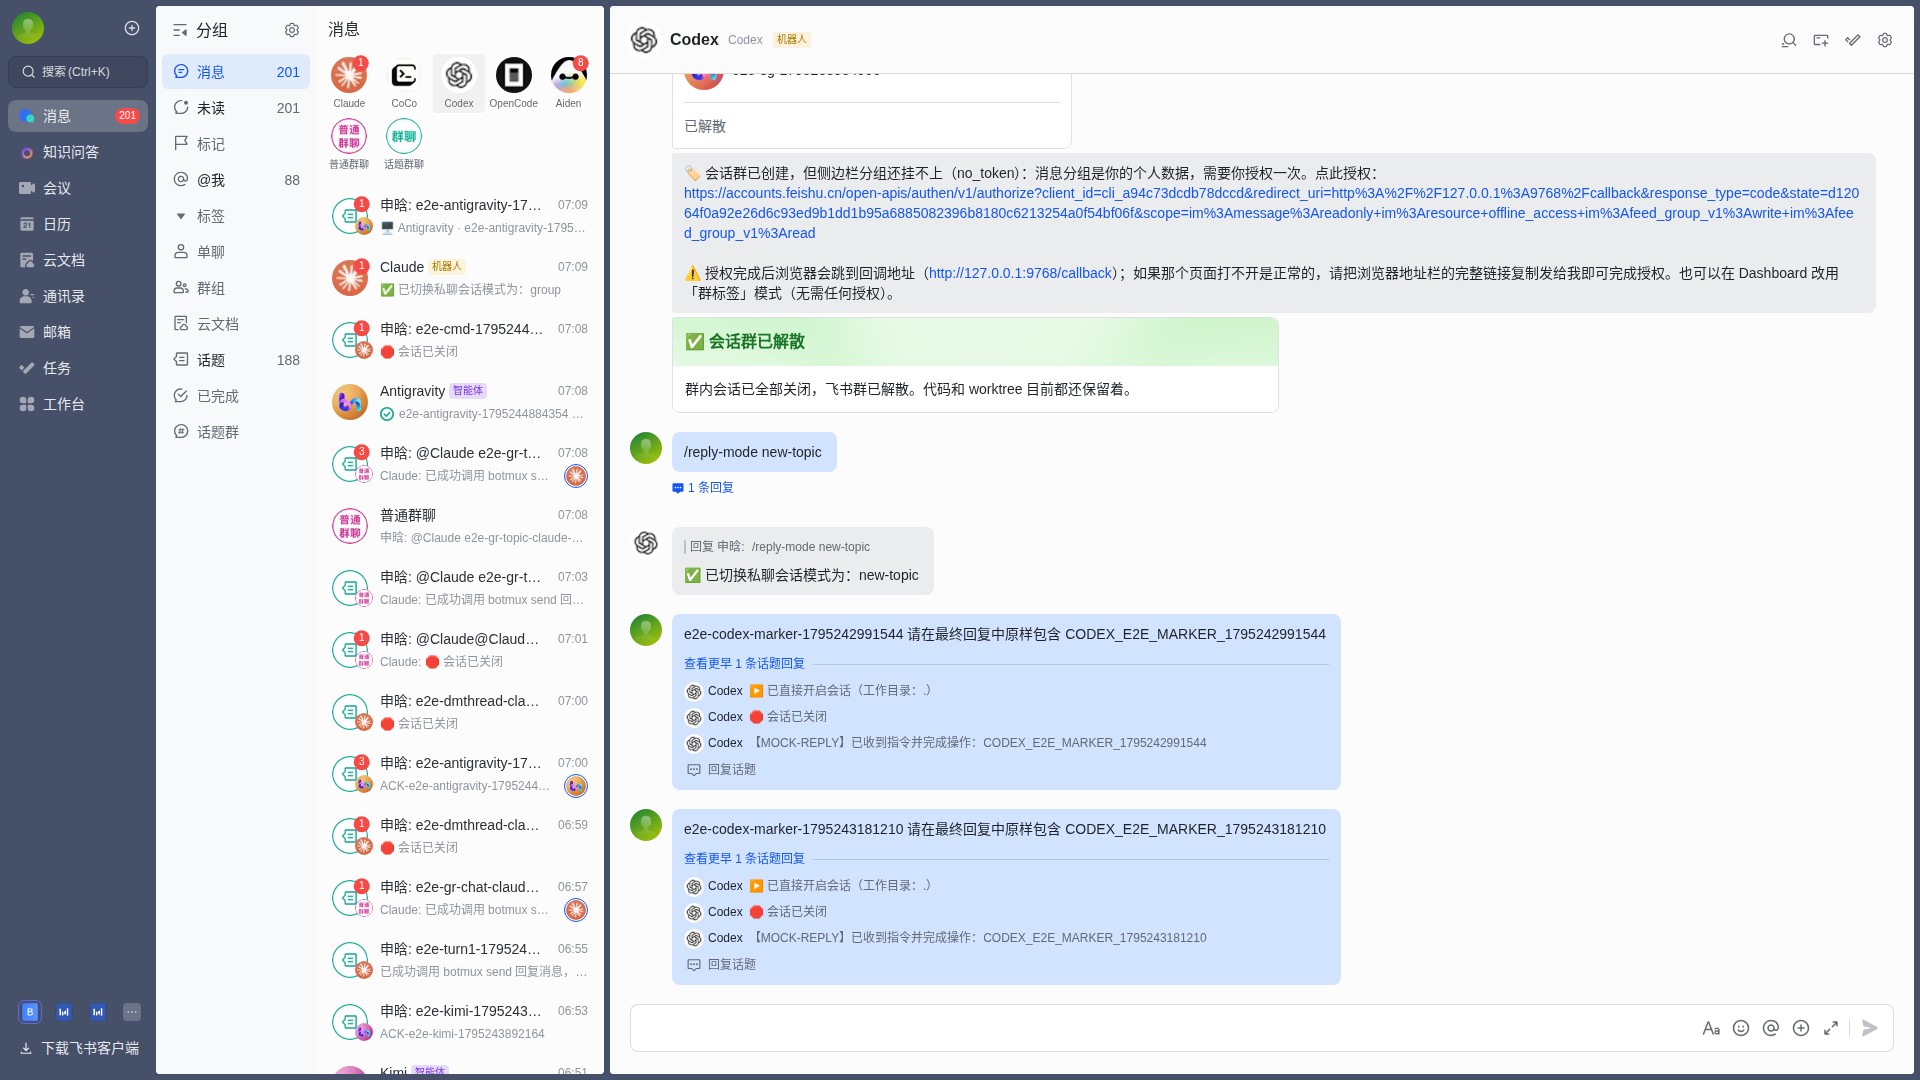 搜索 (Ctrl+K)
消息 201
知识问答
会议
日历
云文档
通讯录
邮箱
任务
工作台
下载飞书客户端
分组
消息 201
未读 201
标记
@我 88
标签
单聊
群组
云文档
话题 188
已完成
话题群
消息
1
8
Claude
CoCo
Codex
OpenCode
Aiden
普通群聊
群聊
普通群聊
话题群聊
1
申晗: e2e-antigravity-17… 07:09
🖥️ Antigravity · e2e-antigravity-1795…
1
Claude 机器人 07:09
✅ 已切换私聊会话模式为：group
1
申晗: e2e-cmd-1795244… 07:08
🛑 会话已关闭
Antigravity 智能体 07:08
e2e-antigravity-1795244884354 …
3
申晗: @Claude e2e-gr-t… 07:08
Claude: 已成功调用 botmux s…
普通群聊
普通群聊 07:08
申晗: @Claude e2e-gr-topic-claude-…
申晗: @Claude e2e-gr-t… 07:03
Claude: 已成功调用 botmux send 回…
1
申晗: @Claude@Claud… 07:01
Claude: 🛑 会话已关闭
申晗: e2e-dmthread-cla… 07:00
🛑 会话已关闭
3
申晗: e2e-antigravity-17… 07:00
ACK-e2e-antigravity-1795244…
1
申晗: e2e-dmthread-cla… 06:59
🛑 会话已关闭
1
申晗: e2e-gr-chat-claud… 06:57
Claude: 已成功调用 botmux s…
申晗: e2e-turn1-179524… 06:55
已成功调用 botmux send 回复消息，…
申晗: e2e-kimi-1795243… 06:53
ACK-e2e-kimi-1795243892164
Kimi 智能体 06:51
Codex Codex 机器人
已解散
🏷️ 会话群已创建，但侧边栏分组还挂不上（no_token）：消息分组是你的个人数据，需要你授权一次。点此授权：
https://accounts.feishu.cn/open-apis/authen/v1/authorize?client_id=cli_a94c73dcdb78dccd&redirect_uri=http%3A%2F%2F127.0.0.1%3A9768%2Fcallback&response_type=code&state=d120
64f0a92e26d6c93ed9b1dd1b95a6885082396b8180c6213254a0f54bf06f&scope=im%3Amessage%3Areadonly+im%3Aresource+offline_access+im%3Afeed_group_v1%3Awrite+im%3Afee
d_group_v1%3Aread
⚠️ 授权完成后浏览器会跳到回调地址（http://127.0.0.1:9768/callback）；如果那个页面打不开是正常的，请把浏览器地址栏的完整链接复制发给我即可完成授权。也可以在 Dashboard 改用
「群标签」模式（无需任何授权）。
✅ 会话群已解散
群内会话已全部关闭，飞书群已解散。代码和 worktree 目前都还保留着。
/reply-mode new-topic
1 条回复
回复 申晗：/reply-mode new-topic
✅ 已切换私聊会话模式为：new-topic
e2e-codex-marker-1795242991544 请在最终回复中原样包含 CODEX_E2E_MARKER_1795242991544
查看更早 1 条话题回复
Codex ▶️ 已直接开启会话（工作目录：.）
Codex 🛑 会话已关闭
Codex 【MOCK-REPLY】已收到指令并完成操作：CODEX_E2E_MARKER_1795242991544
回复话题
e2e-codex-marker-1795243181210 请在最终回复中原样包含 CODEX_E2E_MARKER_1795243181210
查看更早 1 条话题回复
Codex ▶️ 已直接开启会话（工作目录：.）
Codex 🛑 会话已关闭
Codex 【MOCK-REPLY】已收到指令并完成操作：CODEX_E2E_MARKER_1795243181210
回复话题